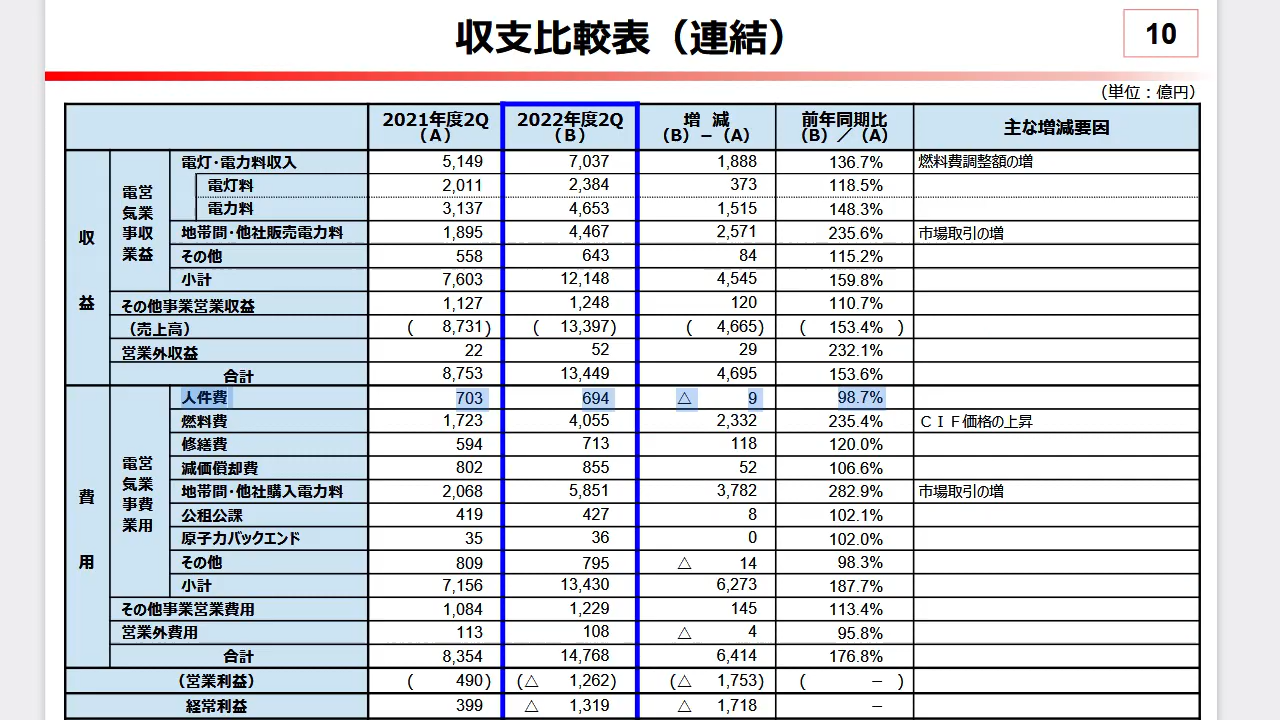 収支比較表（連結）
10
（単位：億円）
2021年度2Q（A） 2022年度2Q（B） 増 減（B）－（A） 前年同期比（B）／（A） 主な増減要因
収益
電気事業営業収益
電灯・電力料収入 5,149 7,037 1,888 136.7% 燃料費調整額の増
電灯料 2,011 2,384 373 118.5%
電力料 3,137 4,653 1,515 148.3%
地帯間・他社販売電力料 1,895 4,467 2,571 235.6% 市場取引の増
その他 558 643 84 115.2%
小計 7,603 12,148 4,545 159.8%
その他事業営業収益 1,127 1,248 120 110.7%
（売上高） ( 8,731) ( 13,397) ( 4,665) ( 153.4% )
営業外収益 22 52 29 232.1%
合計 8,753 13,449 4,695 153.6%
費用
電気事業営業費用
人件費 703 694 △ 9 98.7%
燃料費 1,723 4,055 2,332 235.4% ＣＩＦ価格の上昇
修繕費 594 713 118 120.0%
減価償却費 802 855 52 106.6%
地帯間・他社購入電力料 2,068 5,851 3,782 282.9% 市場取引の増
公租公課 419 427 8 102.1%
原子力バックエンド 35 36 0 102.0%
その他 809 795 △ 14 98.3%
小計 7,156 13,430 6,273 187.7%
その他事業営業費用 1,084 1,229 145 113.4%
営業外費用 113 108 △ 4 95.8%
合計 8,354 14,768 6,414 176.8%
（営業利益） ( 490) (△ 1,262) (△ 1,753) ( － )
経常利益 399 △ 1,319 △ 1,718 －